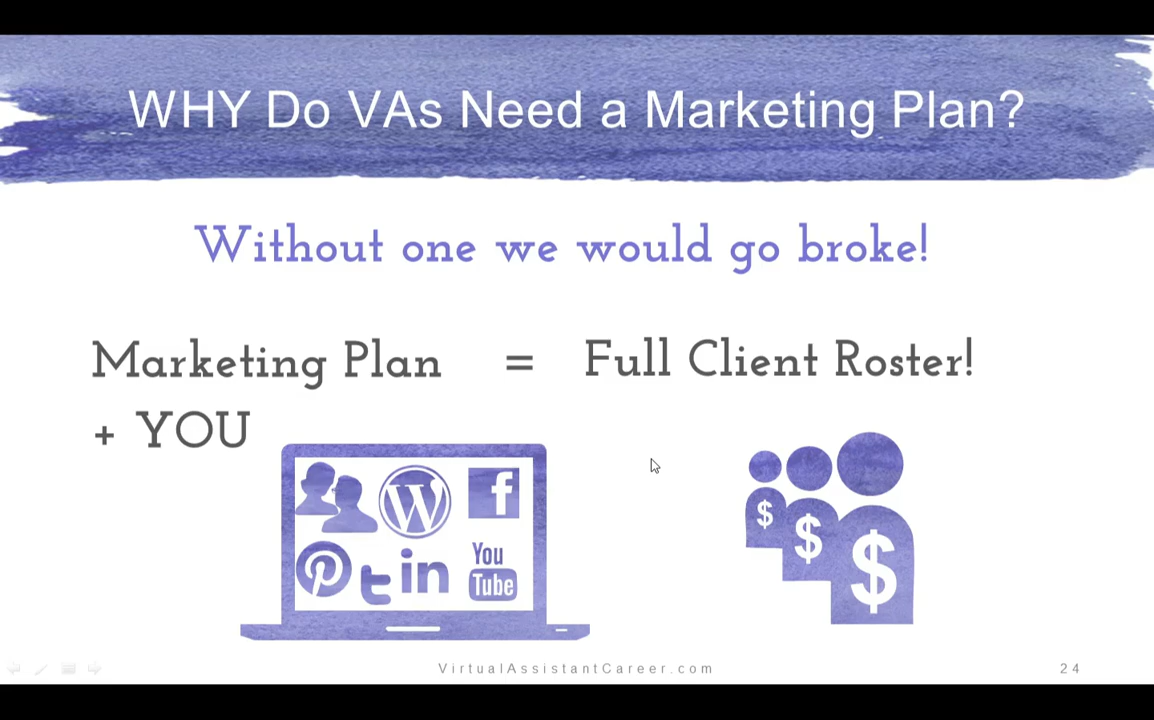 WHY Do VAs Need a Marketing Plan?
Without one we would go broke!
Marketing Plan = Full Client Roster!
+ YOU
W f
P t in You
Tube
$ $ $
VirtualAssistantCareer.com 24